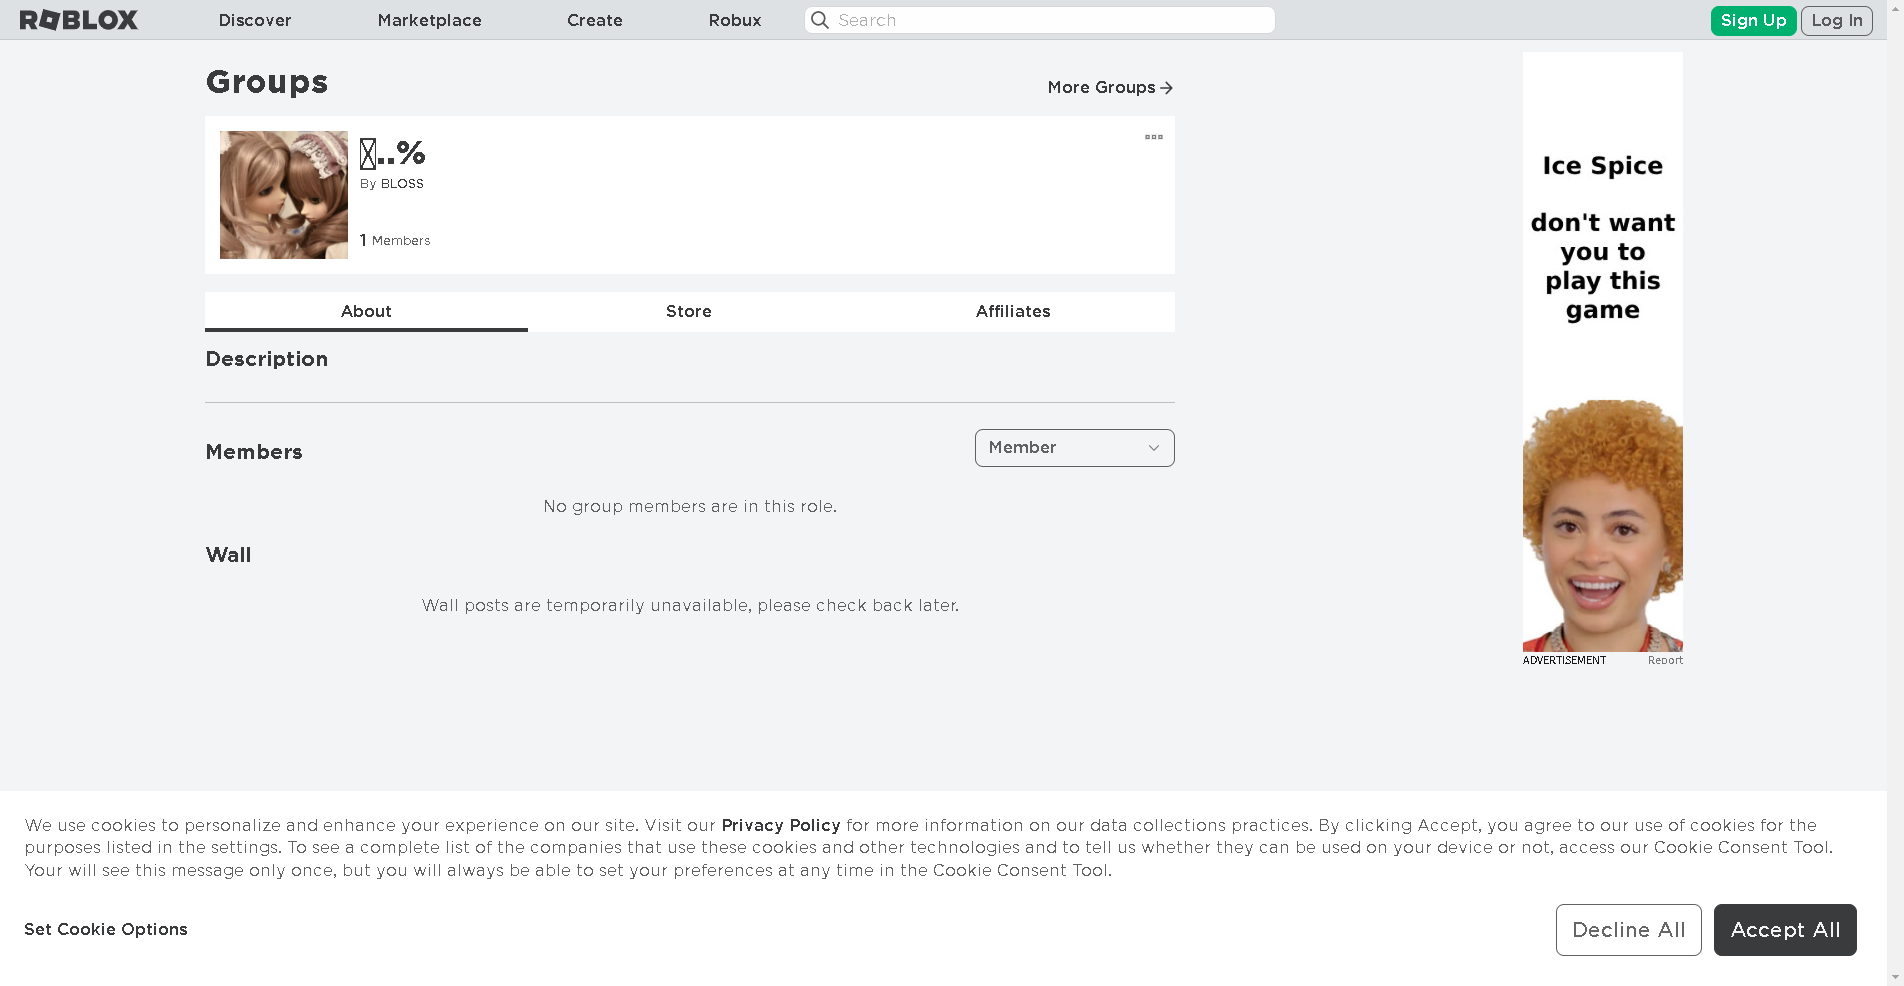 ROBLOX
Discover
Marketplace
Create
Robux
Search
Sign Up
Log In
Groups
More Groups
..%
By BLOSS
1 Members
About
Store
Affiliates
Description
Members
Member
No group members are in this role.
Wall
Wall posts are temporarily unavailable, please check back later.
Ice Spice
don't want
you to
play this
game
ADVERTISEMENT
Report
We use cookies to personalize and enhance your experience on our site. Visit our Privacy Policy for more information on our data collections practices. By clicking Accept, you agree to our use of cookies for the
purposes listed in the settings. To see a complete list of the companies that use these cookies and other technologies and to tell us whether they can be used on your device or not, access our Cookie Consent Tool.
Your will see this message only once, but you will always be able to set your preferences at any time in the Cookie Consent Tool.
Set Cookie Options
Decline All
Accept All